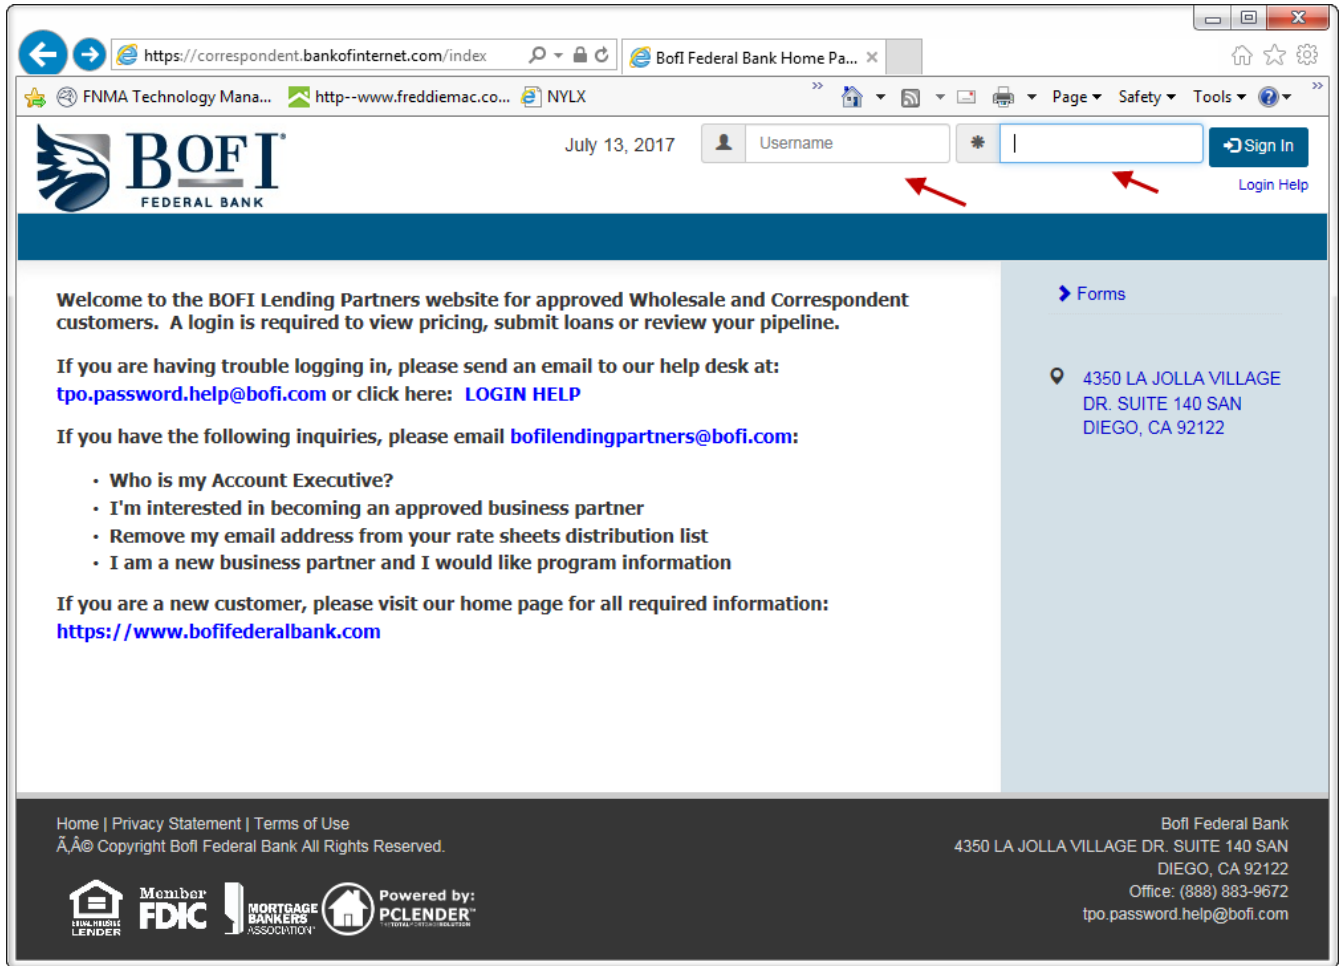 https://correspondent.bankofinternet.com/index
BofI Federal Bank Home Pa...
FNMA Technology Mana...
http--www.freddiemac.co...
NYLX
Page
Safety
Tools
BOFI
FEDERAL BANK
July 13, 2017
Username
Sign In
Login Help
Welcome to the BOFI Lending Partners website for approved Wholesale and Correspondent
customers. A login is required to view pricing, submit loans or review your pipeline.
If you are having trouble logging in, please send an email to our help desk at:
tpo.password.help@bofi.com or click here: LOGIN HELP
If you have the following inquiries, please email bofilendingpartners@bofi.com:
• Who is my Account Executive?
• I'm interested in becoming an approved business partner
• Remove my email address from your rate sheets distribution list
• I am a new business partner and I would like program information
If you are a new customer, please visit our home page for all required information:
https://www.bofifederalbank.com
Forms
4350 LA JOLLA VILLAGE
DR. SUITE 140 SAN
DIEGO, CA 92122
Home | Privacy Statement | Terms of Use
Ã,Â© Copyright BofI Federal Bank All Rights Reserved.
EQUAL HOUSING
LENDER
Member
FDIC
MORTGAGE
BANKERS
ASSOCIATION
Powered by:
PCLENDER™
BofI Federal Bank
4350 LA JOLLA VILLAGE DR. SUITE 140 SAN
DIEGO, CA 92122
Office: (888) 883-9672
tpo.password.help@bofi.com